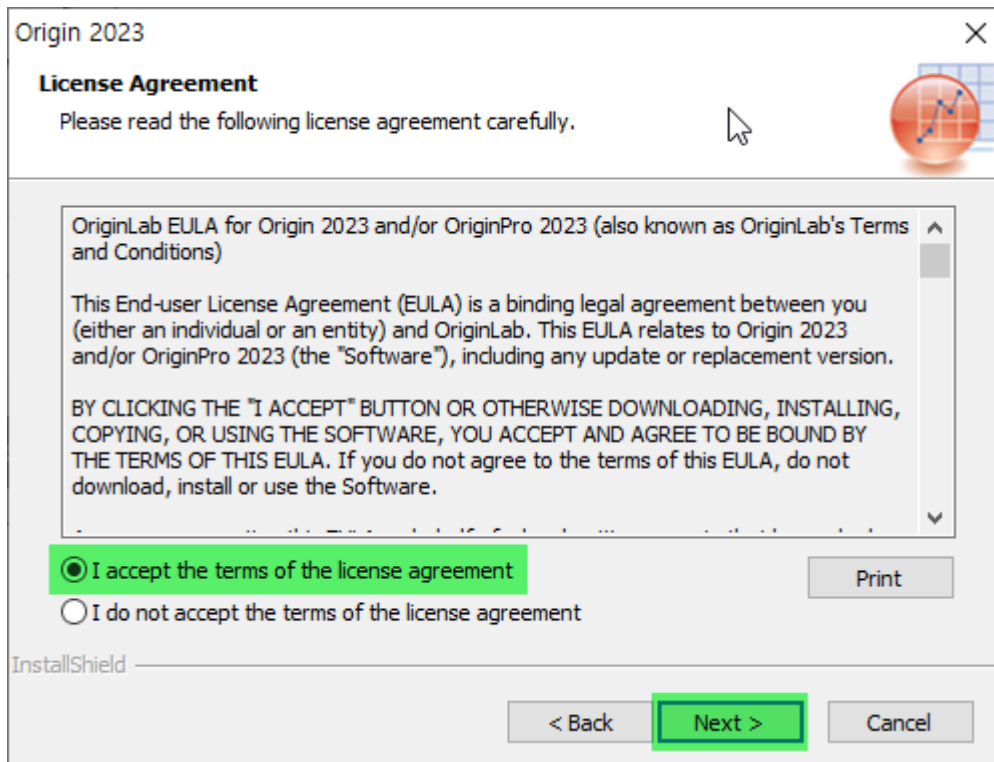 Origin 2023
License Agreement
Please read the following license agreement carefully.
OriginLab EULA for Origin 2023 and/or OriginPro 2023 (also known as OriginLab's Terms
and Conditions)
This End-user License Agreement (EULA) is a binding legal agreement between you
(either an individual or an entity) and OriginLab. This EULA relates to Origin 2023
and/or OriginPro 2023 (the "Software"), including any update or replacement version.
BY CLICKING THE "I ACCEPT" BUTTON OR OTHERWISE DOWNLOADING, INSTALLING,
COPYING, OR USING THE SOFTWARE, YOU ACCEPT AND AGREE TO BE BOUND BY
THE TERMS OF THIS EULA. If you do not agree to the terms of this EULA, do not
download, install or use the Software.
I accept the terms of the license agreement
Print
I do not accept the terms of the license agreement
InstallShield
< Back
Next >
Cancel